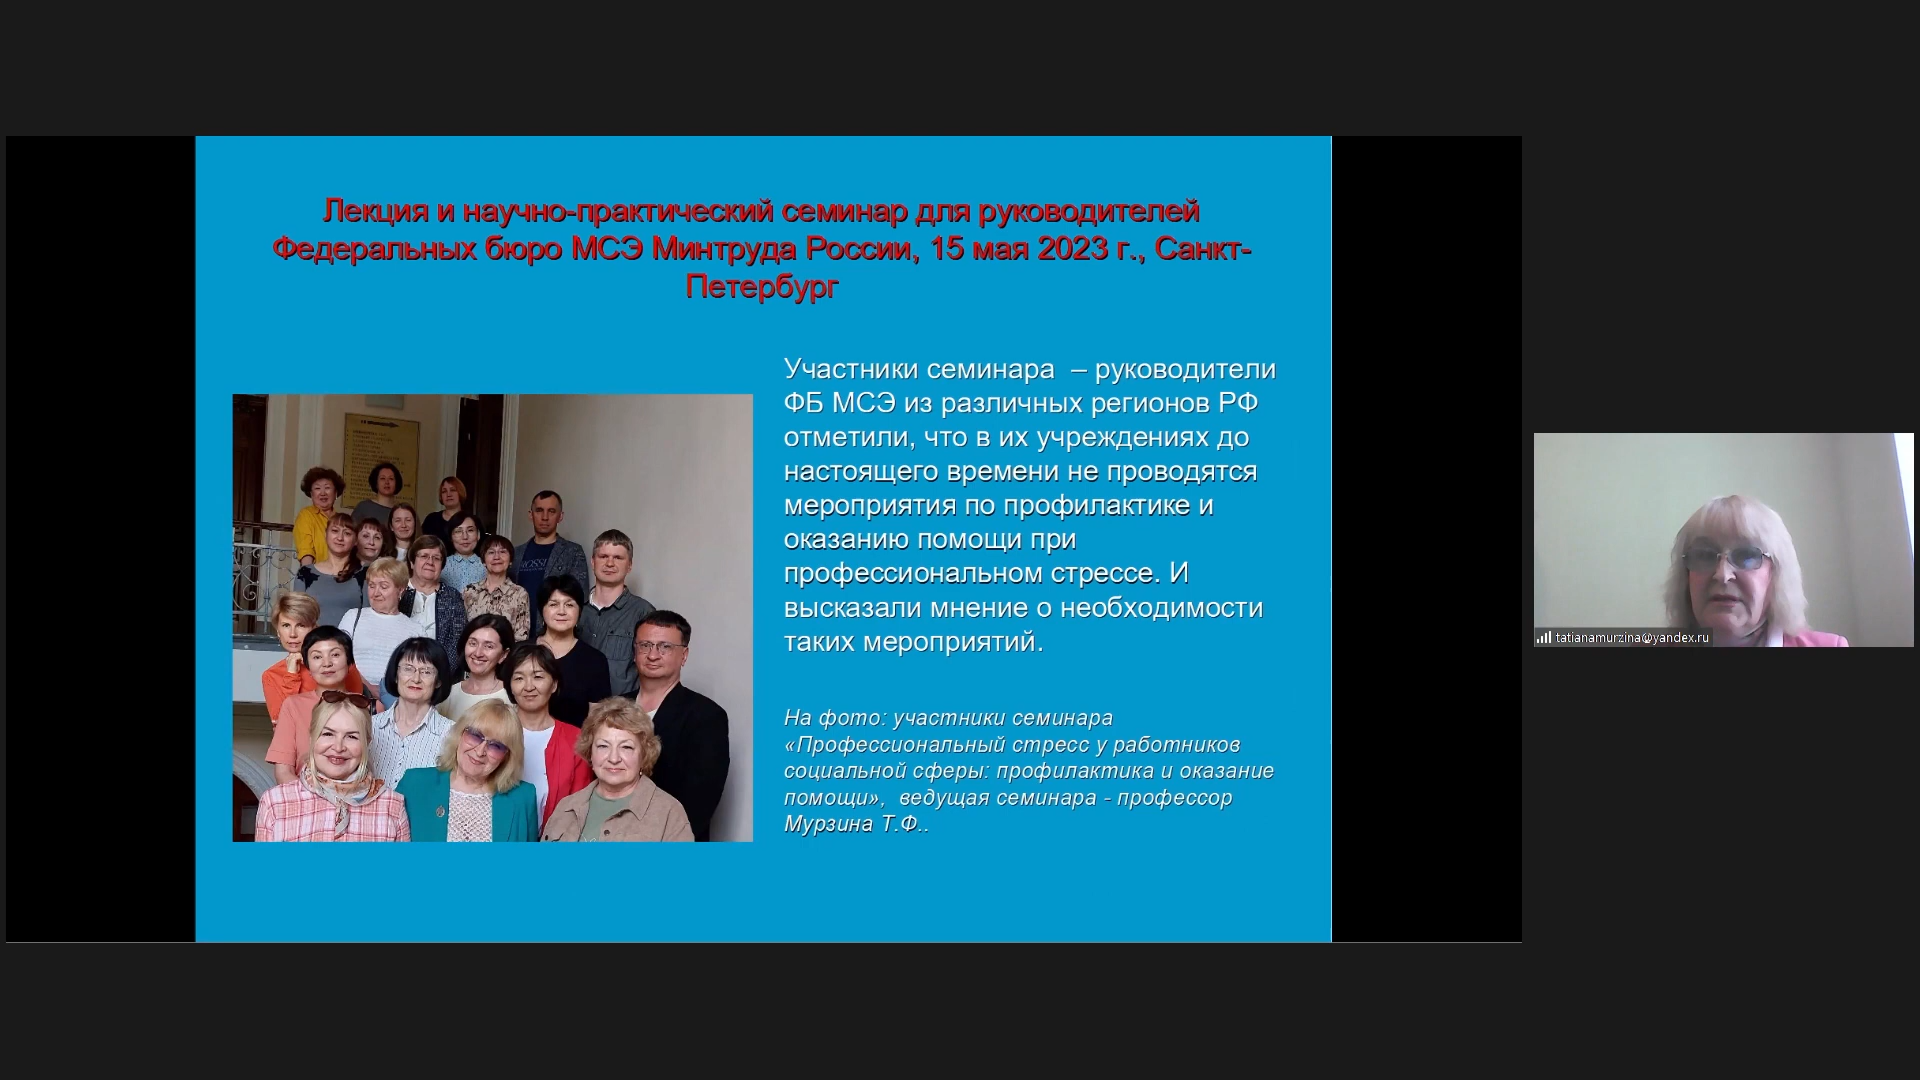 Лекция и научно-практический семинар для руководителей
Федеральных бюро МСЭ Минтруда России, 15 мая 2023 г., Санкт-
Петербург
Участники семинара – руководители
ФБ МСЭ из различных регионов РФ
отметили, что в их учреждениях до
настоящего времени не проводятся
мероприятия по профилактике и
оказанию помощи при
профессиональном стрессе. И
высказали мнение о необходимости
таких мероприятий.
На фото: участники семинара
«Профессиональный стресс у работников
социальной сферы: профилактика и оказание
помощи», ведущая семинара - профессор
Мурзина Т.Ф..
tatianamurzina@yandex.ru